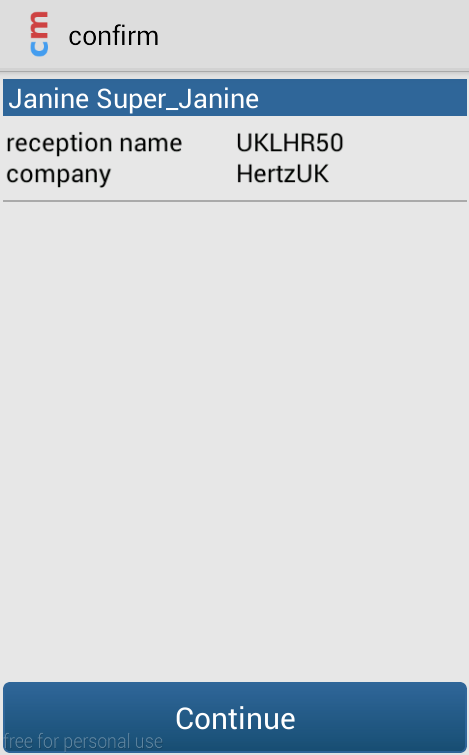 cm confirm
Janine Super_Janine
reception name UKLHR50
company HertzUK
Continue
free for personal use